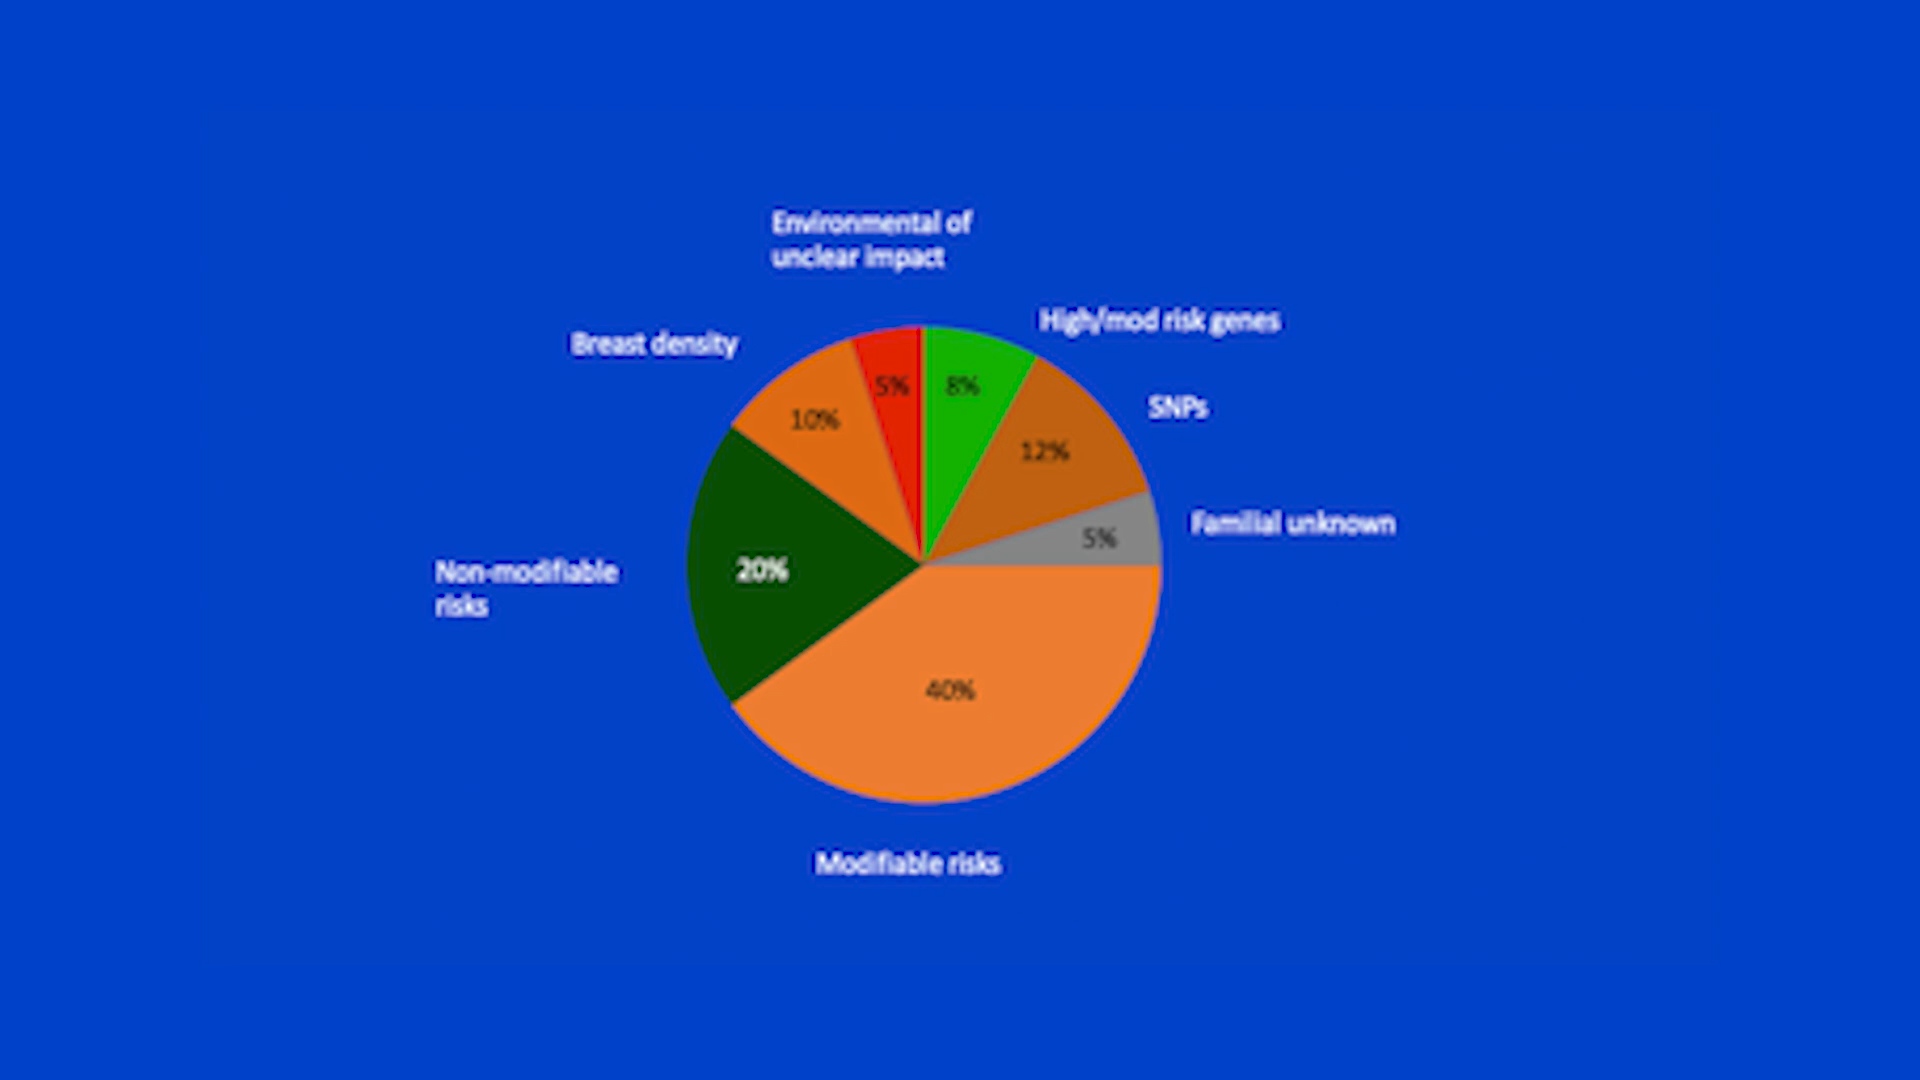 Environmental of
unclear impact
High/mod risk genes
Breast density
5%
8%
SNPs
10%
12%
Familial unknown
5%
Non-modifiable
risks
20%
40%
Modifiable risks